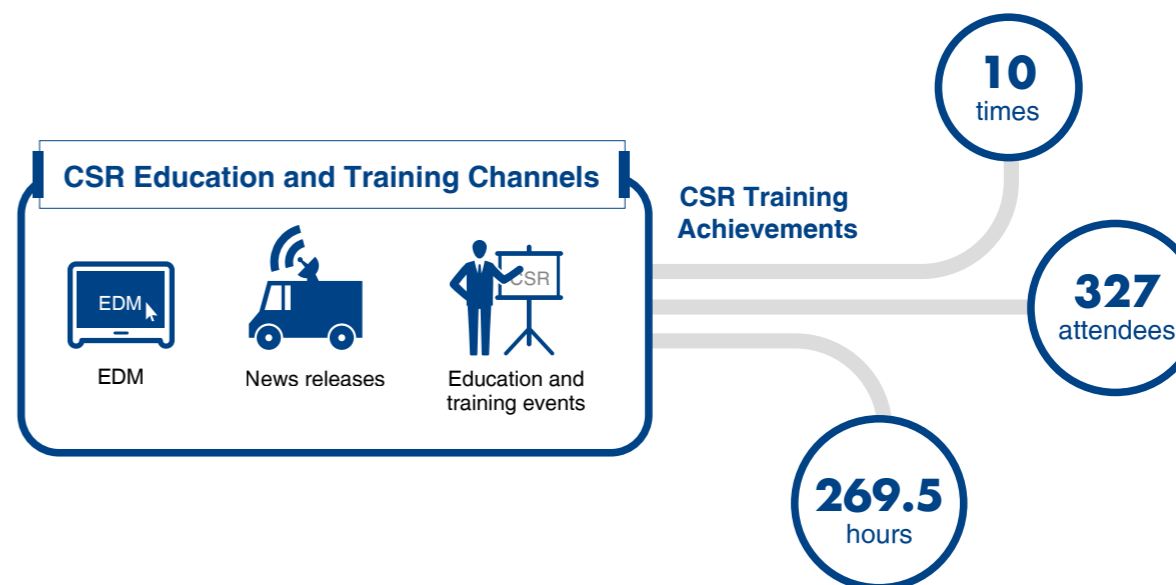 CSR Education and Training Channels
EDM
EDM
News releases
CSR
Education and
training events
CSR Training
Achievements
10
times
327
attendees
269.5
hours